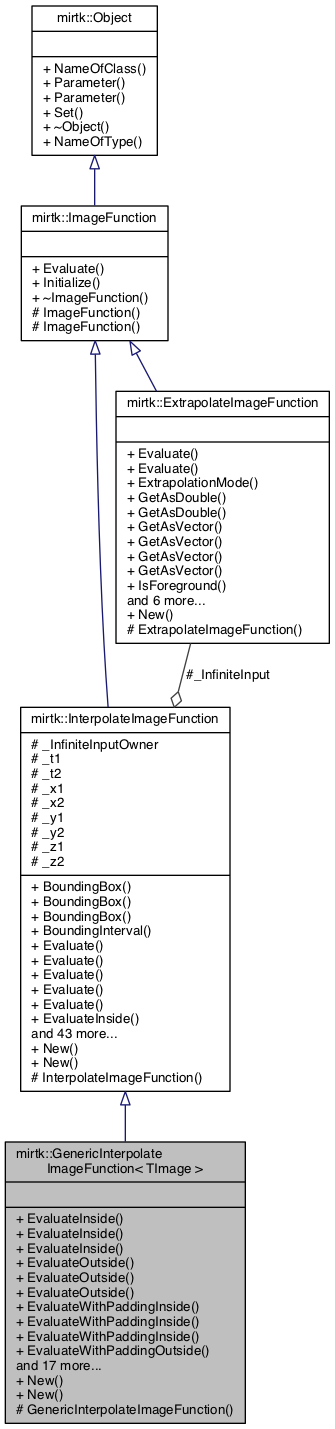 mirtk::Object
+ NameOfClass()
+ Parameter()
+ Parameter()
+ Set()
+ ~Object()
+ NameOfType()
mirtk::ImageFunction
+ Evaluate()
+ Initialize()
+ ~ImageFunction()
# ImageFunction()
# ImageFunction()
mirtk::ExtrapolateImageFunction
+ Evaluate()
+ Evaluate()
+ ExtrapolationMode()
+ GetAsDouble()
+ GetAsDouble()
+ GetAsVector()
+ GetAsVector()
+ GetAsVector()
+ GetAsVector()
+ IsForeground()
and 6 more...
+ New()
# ExtrapolateImageFunction()
#_InfiniteInput
mirtk::InterpolateImageFunction
# _InfiniteInputOwner
# _t1
# _t2
# _x1
# _x2
# _y1
# _y2
# _z1
# _z2
+ BoundingBox()
+ BoundingBox()
+ BoundingBox()
+ BoundingInterval()
+ Evaluate()
+ Evaluate()
+ Evaluate()
+ Evaluate()
+ Evaluate()
+ EvaluateInside()
and 43 more...
+ New()
+ New()
# InterpolateImageFunction()
mirtk::GenericInterpolate
ImageFunction< TImage >
+ EvaluateInside()
+ EvaluateInside()
+ EvaluateInside()
+ EvaluateOutside()
+ EvaluateOutside()
+ EvaluateOutside()
+ EvaluateWithPaddingInside()
+ EvaluateWithPaddingInside()
+ EvaluateWithPaddingInside()
+ EvaluateWithPaddingOutside()
and 17 more...
+ New()
+ New()
# GenericInterpolateImageFunction()